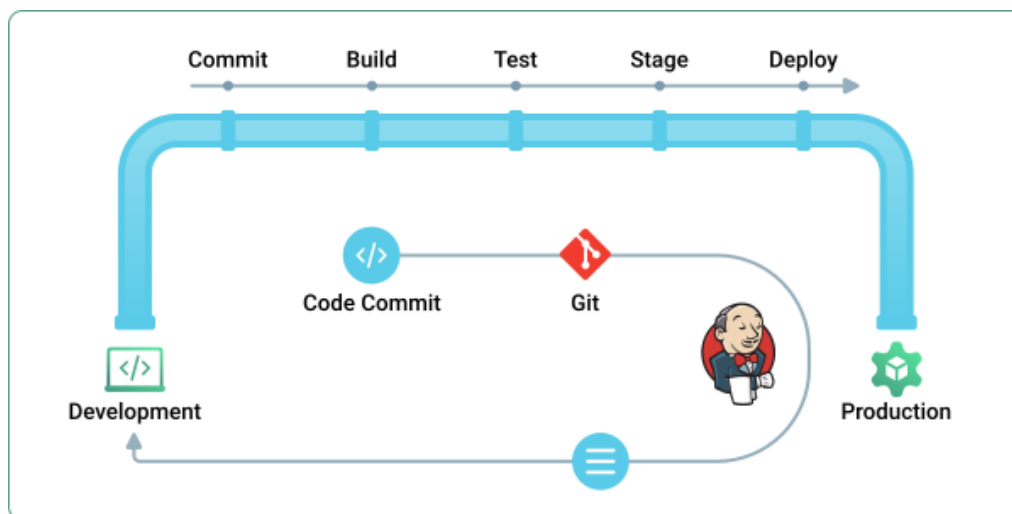 Commit Build Test Stage Deploy
</> Code Commit
Git
</> Development
Production